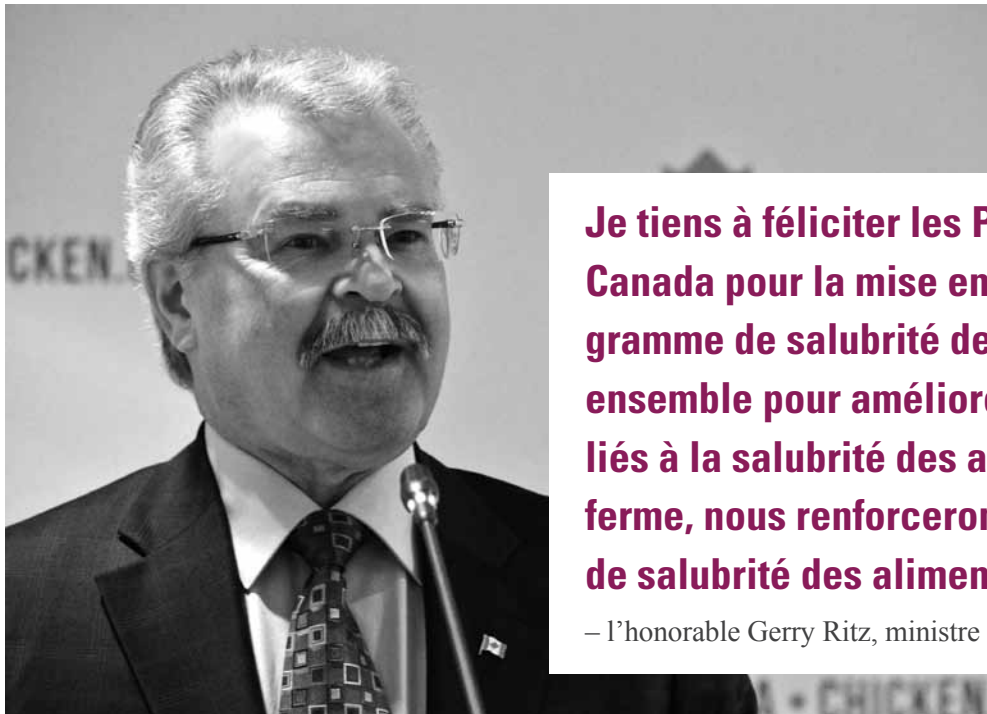 CKEN.
Je tiens à féliciter les P
Canada pour la mise en
gramme de salubrité de
ensemble pour améliore
liés à la salubrité des a
ferme, nous renforceron
de salubrité des alimen
– l’honorable Gerry Ritz, ministre
A • CHICKEN